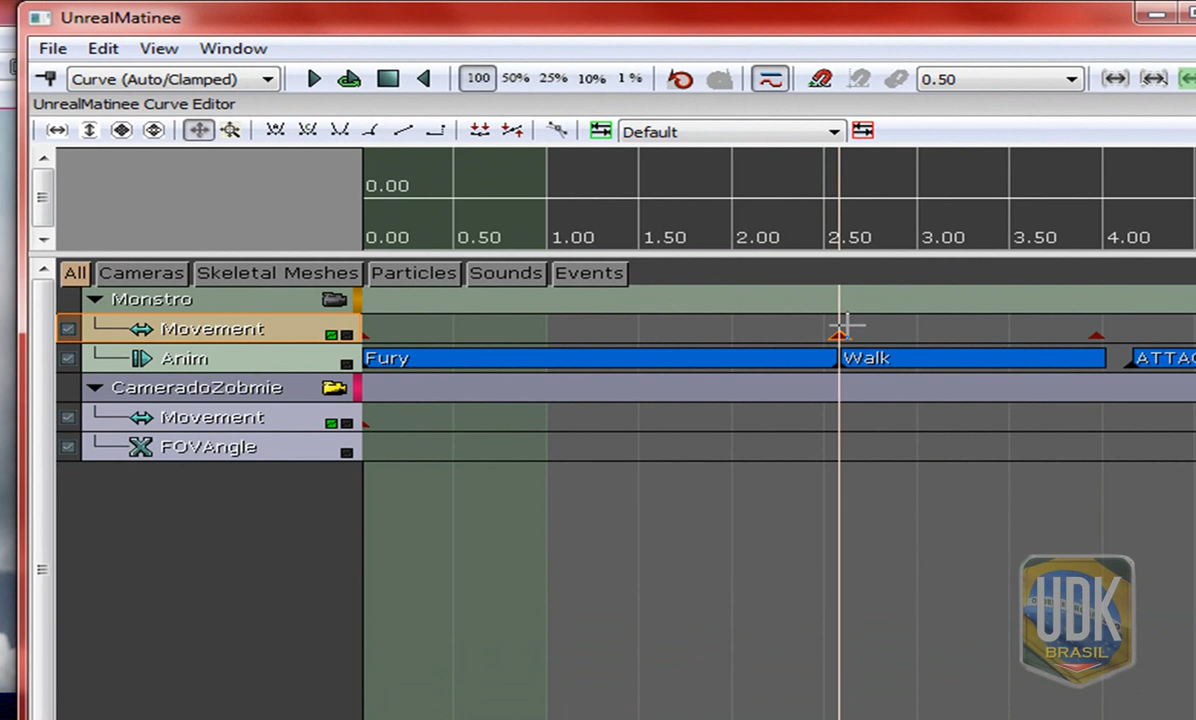 UnrealMatinee
File Edit View Window
Curve (Auto/Clamped) 100 50% 25% 10% 1 % 0.50
UnrealMatinee Curve Editor
Default
0.00
0.00 0.50 1.00 1.50 2.00 2.50 3.00 3.50 4.00
All Cameras Skeletal Meshes Particles Sounds Events
Monstro
Movement
Anim Fury Walk ATTAC
CameradoZobmie
Movement
FOVAngle
UDK
BRASIL